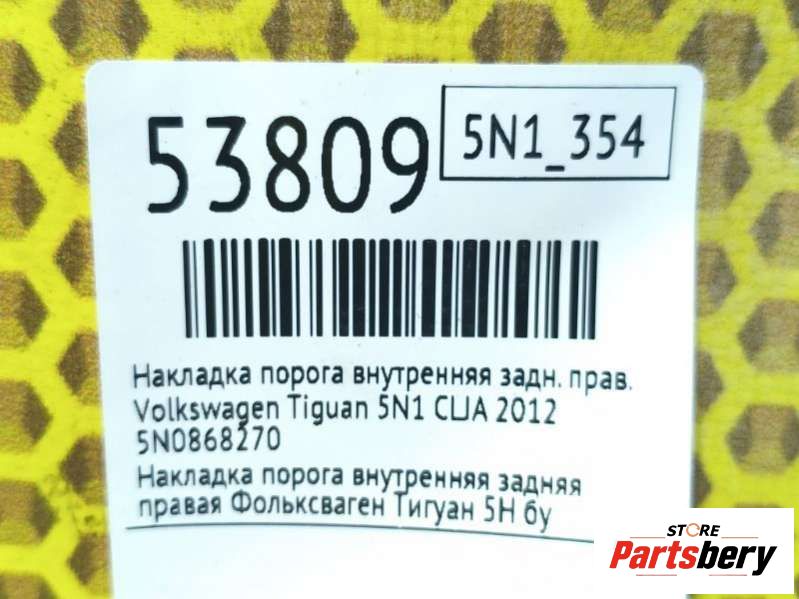 53809
5N1_354
Накладка порога внутренняя задн. прав.
Volkswagen Tiguan 5N1 CLJA 2012
5N0868270
Накладка порога внутренняя задняя
правая Фольксваген Тигуан 5Н бу
STORE
Partsbery